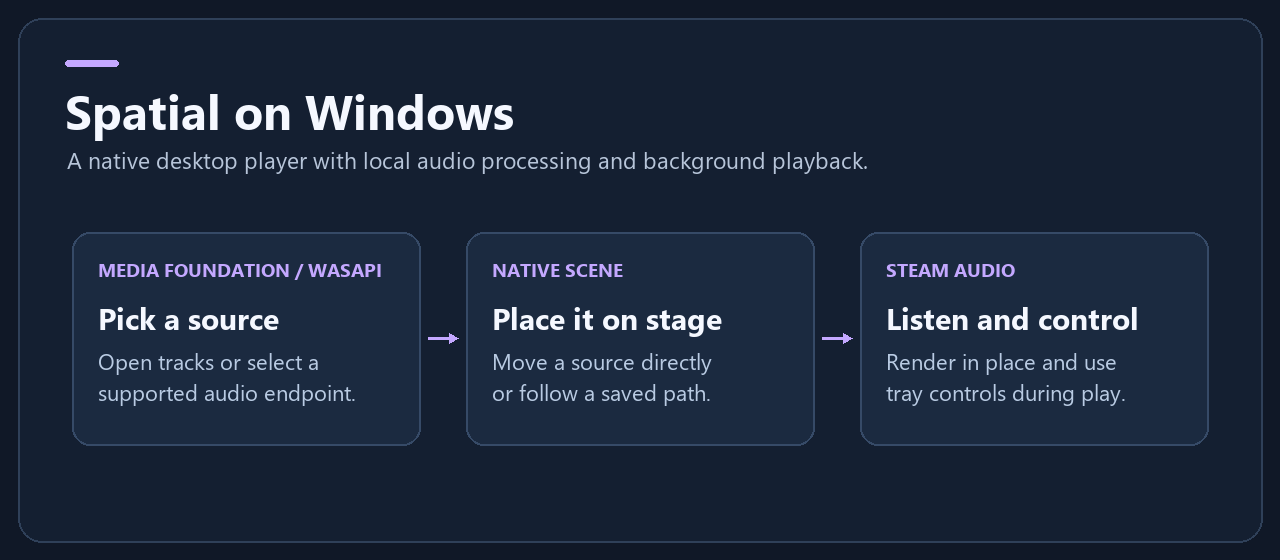 Spatial on Windows
A native desktop player with local audio processing and background playback.
MEDIA FOUNDATION / WASAPI
Pick a source
Open tracks or select a
supported audio endpoint.
NATIVE SCENE
Place it on stage
Move a source directly
or follow a saved path.
STEAM AUDIO
Listen and control
Render in place and use
tray controls during play.